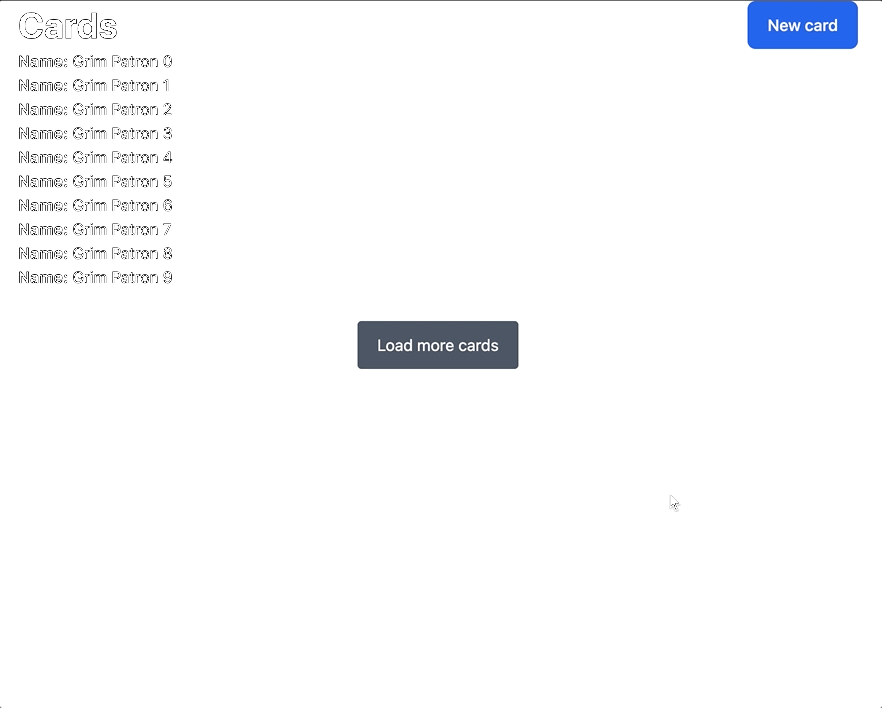 Cards
New card
Name: Grim Patron 0
Name: Grim Patron 1
Name: Grim Patron 2
Name: Grim Patron 3
Name: Grim Patron 4
Name: Grim Patron 5
Name: Grim Patron 6
Name: Grim Patron 7
Name: Grim Patron 8
Name: Grim Patron 9
Load more cards